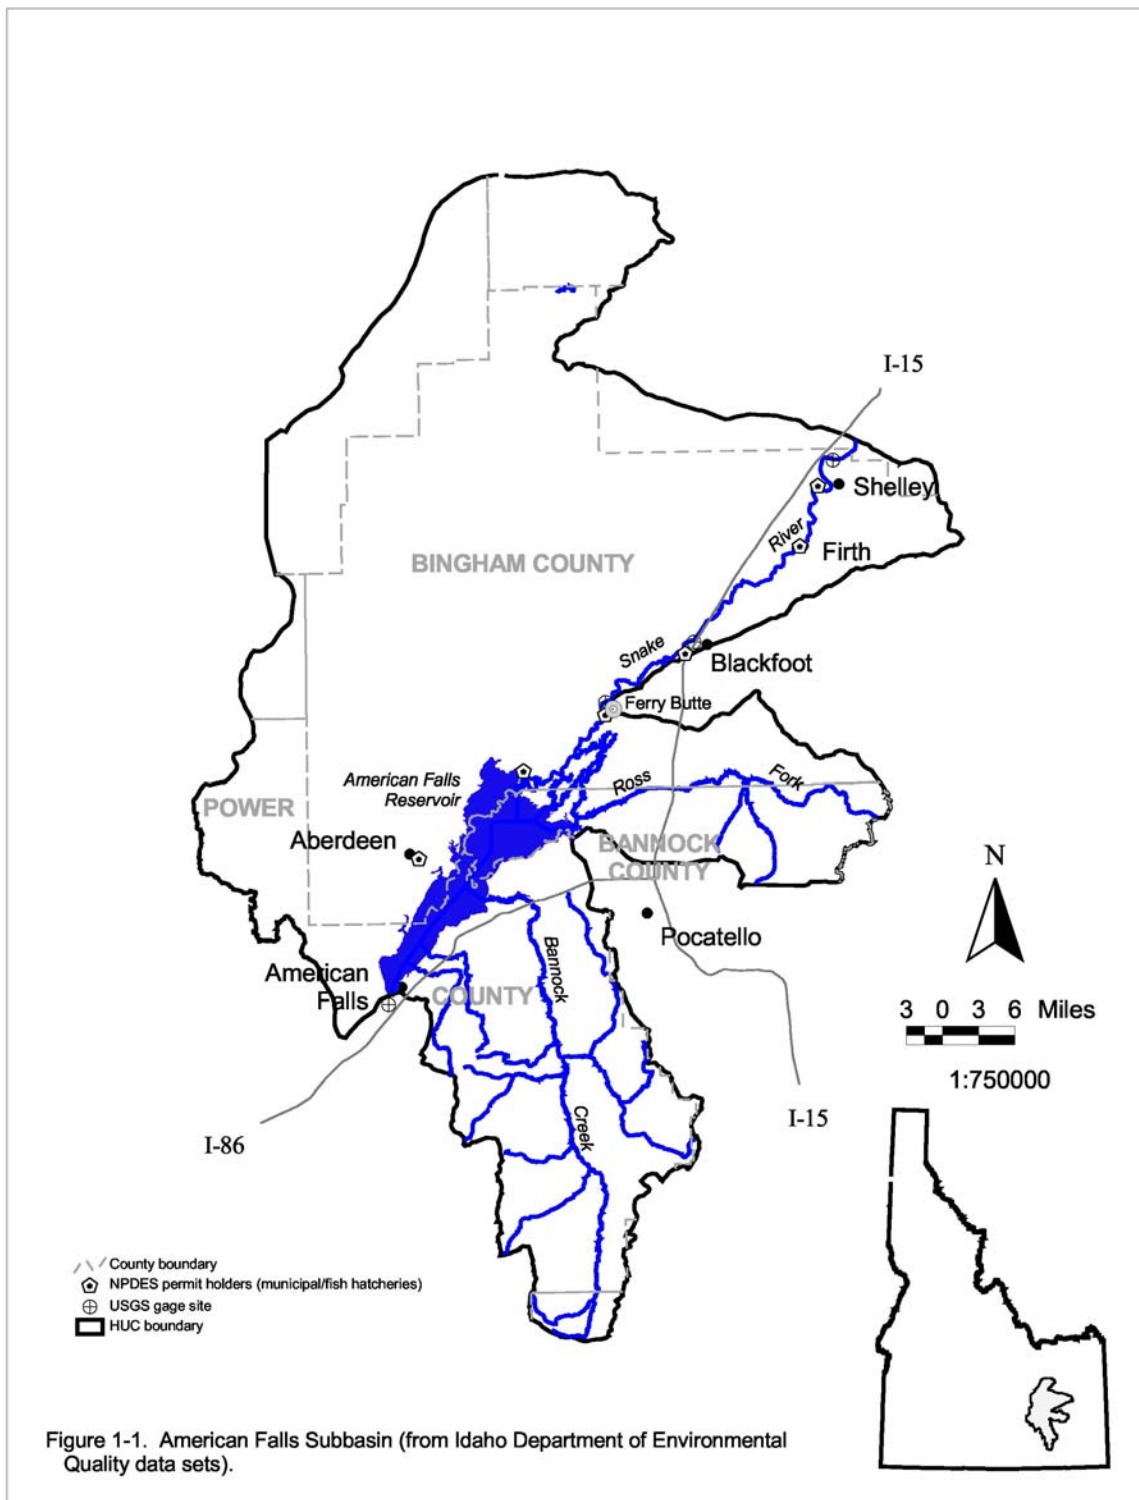 I-15
Shelley
River
Firth
BINGHAM COUNTY
Snake
Blackfoot
Ferry Butte
American Falls
Reservoir
Ross
Fork
POWER
Aberdeen
BANNOCK
COUNTY
N
Pocatello
Bannock
American
Falls
COUNTY
3 0 3 6 Miles
1:750000
Creek
I-15
I-86
County boundary
NPDES permit holders (municipal/fish hatcheries)
USGS gage site
HUC boundary
Figure 1-1. American Falls Subbasin (from Idaho Department of Environmental
Quality data sets).